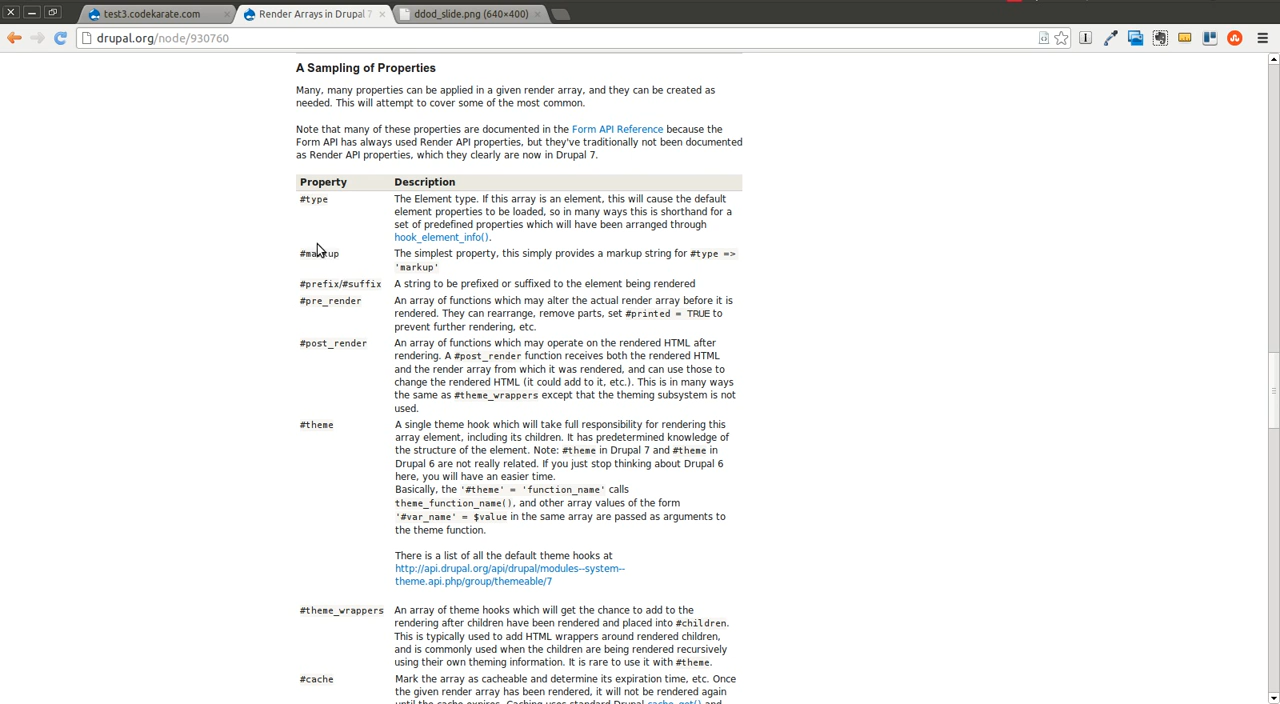 test3.codekarate.com
Render Arrays in Drupal 7
ddod_slide.png (640×400)
drupal.org/node/930760
A Sampling of Properties
Many, many properties can be applied in a given render array, and they can be created as
needed. This will attempt to cover some of the most common.
Note that many of these properties are documented in the Form API Reference because the
Form API has always used Render API properties, but they've traditionally not been documented
as Render API properties, which they clearly are now in Drupal 7.
Property Description
#type The Element type. If this array is an element, this will cause the default
element properties to be loaded, so in many ways this is shorthand for a
set of predefined properties which will have been arranged through
hook_element_info().
#markup The simplest property, this simply provides a markup string for #type =>
'markup'
#prefix/#suffix A string to be prefixed or suffixed to the element being rendered
#pre_render An array of functions which may alter the actual render array before it is
rendered. They can rearrange, remove parts, set #printed = TRUE to
prevent further rendering, etc.
#post_render An array of functions which may operate on the rendered HTML after
rendering. A #post_render function receives both the rendered HTML
and the render array from which it was rendered, and can use those to
change the rendered HTML (it could add to it, etc.). This is in many ways
the same as #theme_wrappers except that the theming subsystem is not
used.
#theme A single theme hook which will take full responsibility for rendering this
array element, including its children. It has predetermined knowledge of
the structure of the element. Note: #theme in Drupal 7 and #theme in
Drupal 6 are not really related. If you just stop thinking about Drupal 6
here, you will have an easier time.
Basically, the '#theme' = 'function_name' calls
theme_function_name(), and other array values of the form
'#var_name' = $value in the same array are passed as arguments to
the theme function.
There is a list of all the default theme hooks at
http://api.drupal.org/api/drupal/modules--system--
theme.api.php/group/themeable/7
#theme_wrappers An array of theme hooks which will get the chance to add to the
rendering after children have been rendered and placed into #children.
This is typically used to add HTML wrappers around rendered children,
and is commonly used when the children are being rendered recursively
using their own theming information. It is rare to use it with #theme.
#cache Mark the array as cacheable and determine its expiration time, etc. Once
the given render array has been rendered, it will not be rendered again
until the cache expires. Caching uses standard Drupal cache_get() and